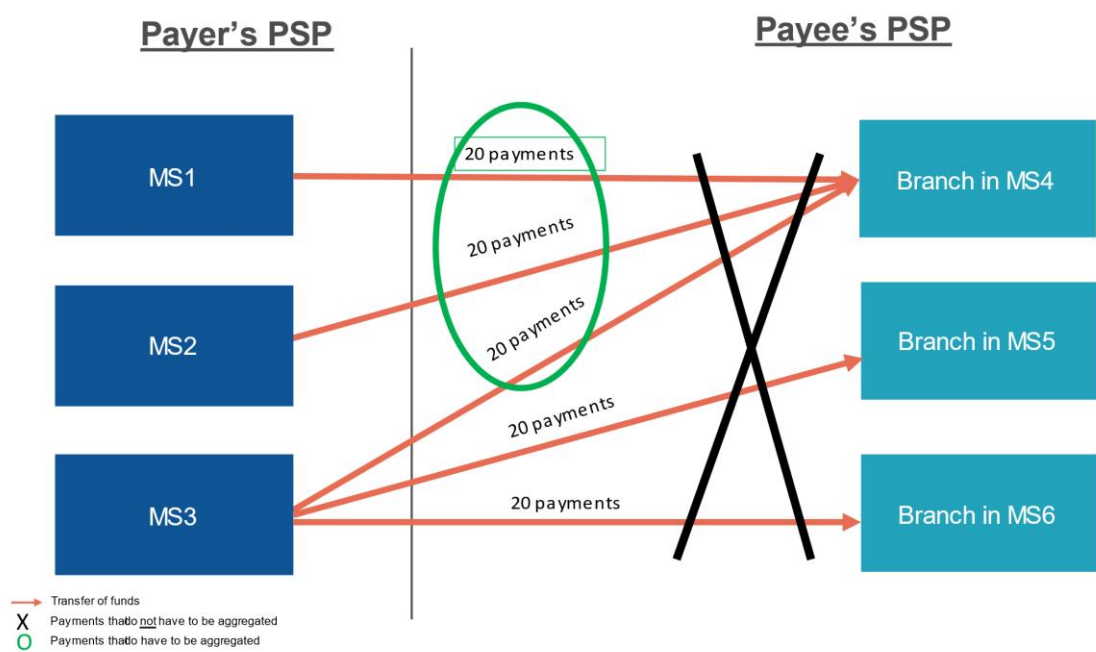 Payer's PSP
Payee's PSP
MS1
20 payments
Branch in MS4
20 payments
MS2
20 payments
Branch in MS5
20 payments
MS3
20 payments
Branch in MS6
Transfer of funds
X Payments thatdo not have to be aggregated
O Payments thatdo have to be aggregated